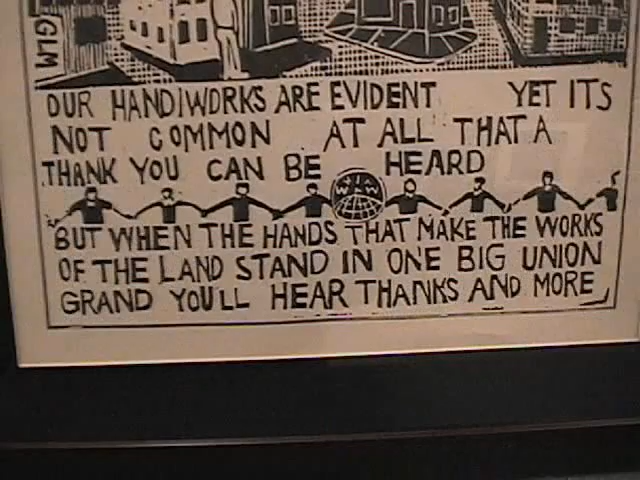 GLM
OUR HANDIWORKS ARE EVIDENT YET ITS
NOT COMMON AT ALL THAT A
THANK YOU CAN BE HEARD
IWW
BUT WHEN THE HANDS THAT MAKE THE WORKS
OF THE LAND STAND IN ONE BIG UNION
GRAND YOU'LL HEAR THANKS AND MORE